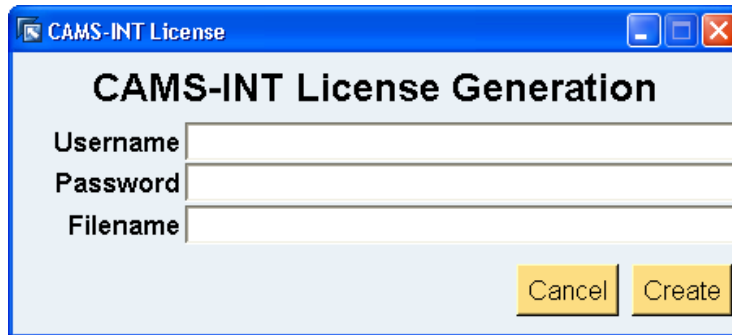 CAMS-INT License
CAMS-INT License Generation
Username
Password
Filename
Cancel Create